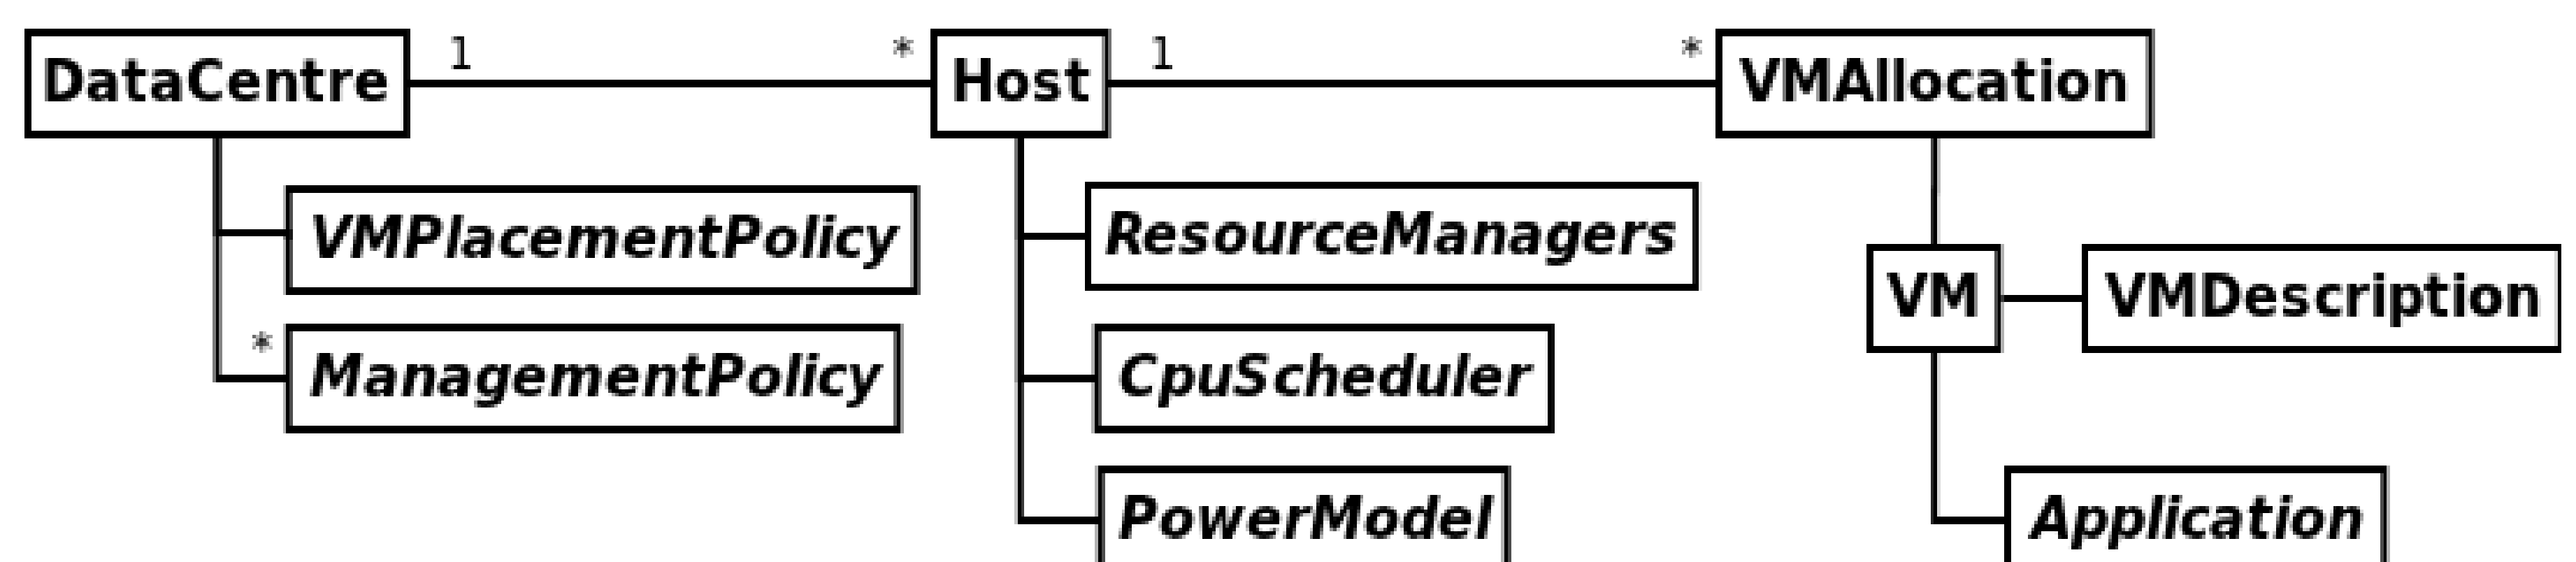 1 * 1 *
DataCentre Host VMAllocation
VMPlacementPolicy ResourceManagers
VM VMDescription
* ManagementPolicy CpuScheduler
PowerModel Application